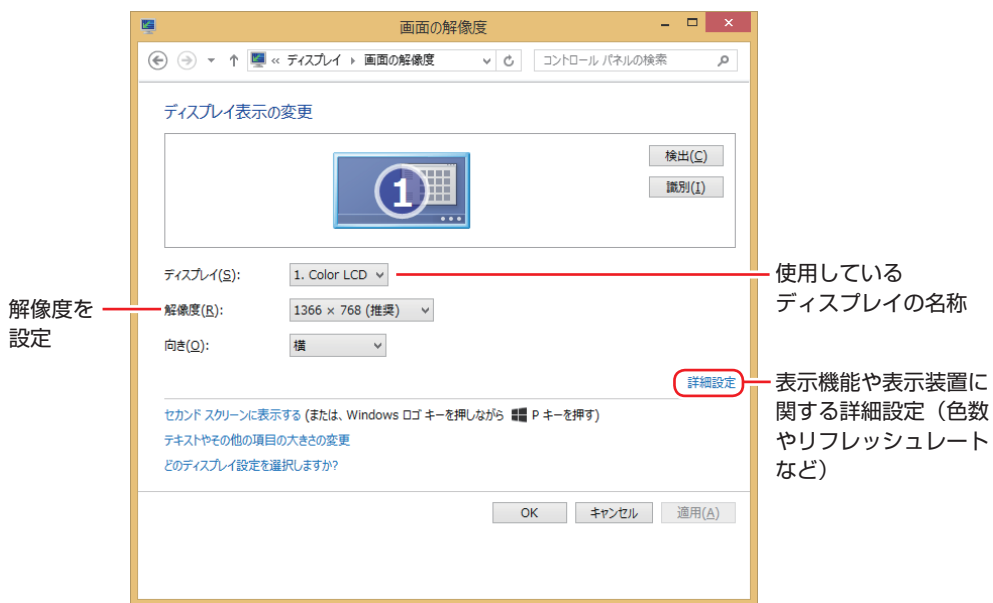 画面の解像度
« ディスプレイ ▸ 画面の解像度
コントロール パネルの検索
ディスプレイ表示の変更
1
検出(C)
識別(I)
ディスプレイ(S):
1. Color LCD
使用している
ディスプレイの名称
解像度を
設定
解像度(R):
1366 × 768 (推奨)
向き(O):
横
詳細設定
表示機能や表示装置に
関する詳細設定（色数
やリフレッシュレート
など）
セカンド スクリーンに表示する (または、Windows ロゴ キーを押しながら P キーを押す)
テキストやその他の項目の大きさの変更
どのディスプレイ設定を選択しますか?
OK
キャンセル
適用(A)